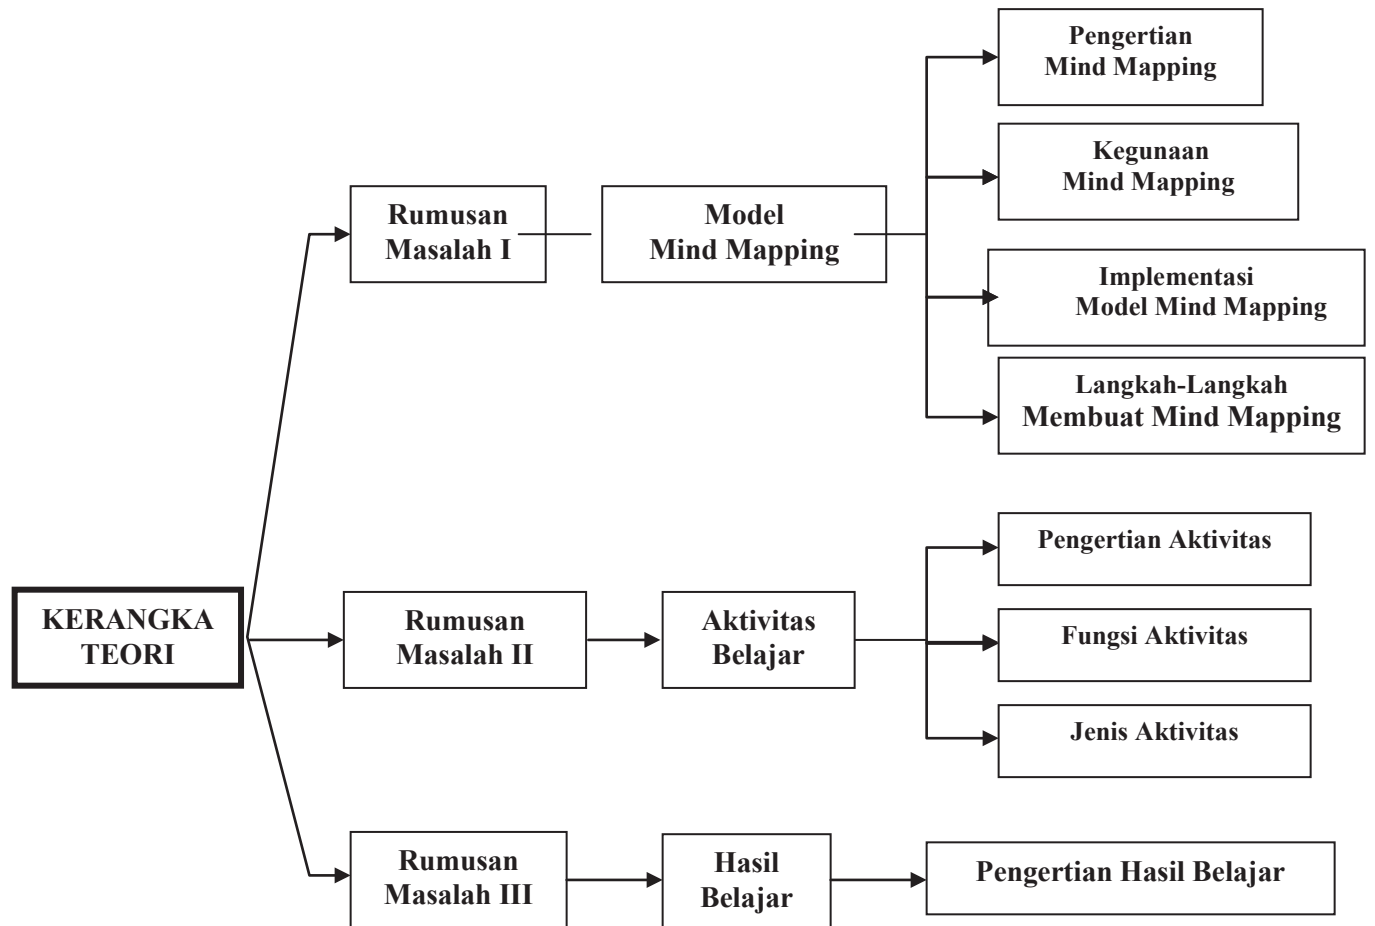 Pengertian
Mind Mapping
Kegunaan
Mind Mapping
Rumusan
Masalah I
Model
Mind Mapping
Implementasi
Model Mind Mapping
Langkah-Langkah
Membuat Mind Mapping
KERANGKA
TEORI
Rumusan
Masalah II
Aktivitas
Belajar
Pengertian Aktivitas
Fungsi Aktivitas
Jenis Aktivitas
Rumusan
Masalah III
Hasil
Belajar
Pengertian Hasil Belajar